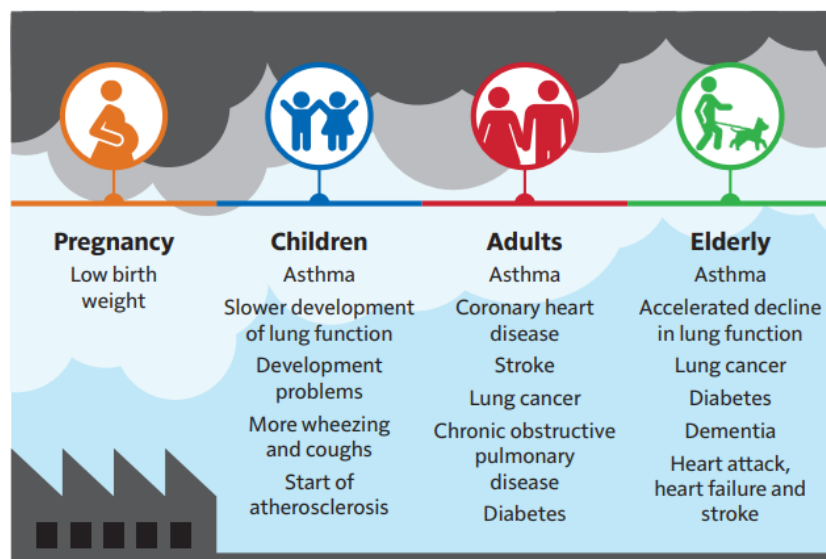 Pregnancy
Low birth
weight
Children
Asthma
Slower development
of lung function
Development
problems
More wheezing
and coughs
Start of
atherosclerosis
Adults
Asthma
Coronary heart
disease
Stroke
Lung cancer
Chronic obstructive
pulmonary
disease
Diabetes
Elderly
Asthma
Accelerated decline
in lung function
Lung cancer
Diabetes
Dementia
Heart attack,
heart failure and
stroke